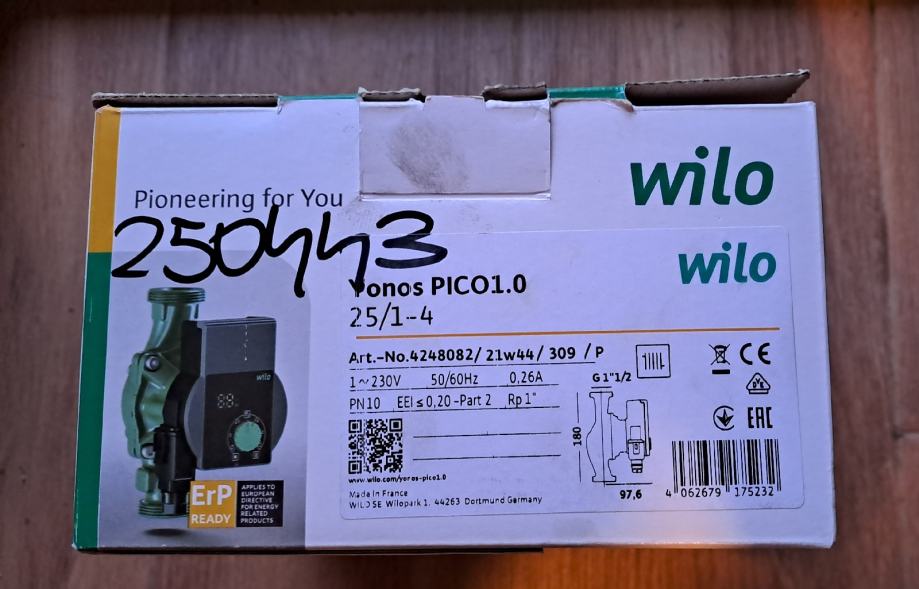 wilo
Pioneering for You
250443
wilo
Yonos PICO1.0
25/1-4
Art.-No.4248082/ 21w44/ 309 / P
1~230V 50/60Hz 0,26A
PN10 EEI ≤ 0,20 -Part 2 Rp 1"
G 1"1/2
180
97,6
CE
EAC
www.wilo.com/yonos-pico1.0
Made in France
WILO SE Wilopark 1, 44263 Dortmund Germany
4 062679 175232
wilo
ErP
READY
APPLIES TO
EUROPEAN
DIRECTIVE
FOR ENERGY
RELATED
PRODUCTS